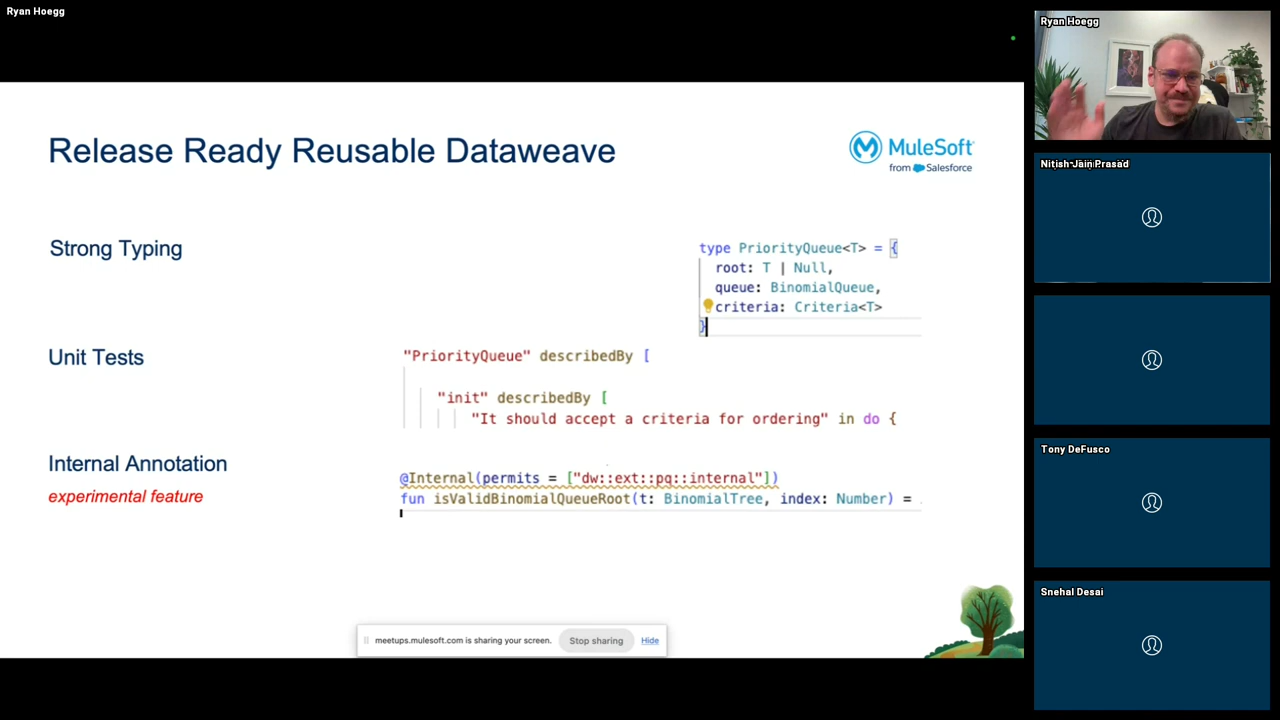 Ryan Hoegg
Release Ready Reusable Dataweave
MuleSoft
from Salesforce
Strong Typing
type PriorityQueue<T> = {
root: T | Null,
queue: BinomialQueue,
criteria: Criteria<T>
}
Unit Tests
"PriorityQueue" describedBy [
"init" describedBy [
"It should accept a criteria for ordering" in do {
Internal Annotation
experimental feature
@Internal(permits = ["dw::ext::pq::internal"])
fun isValidBinomialQueueRoot(t: BinomialTree, index: Number) =
meetups.mulesoft.com is sharing your screen.
Stop sharing
Hide
Ryan Hoegg
Tony DeFusco
Snehal Desai